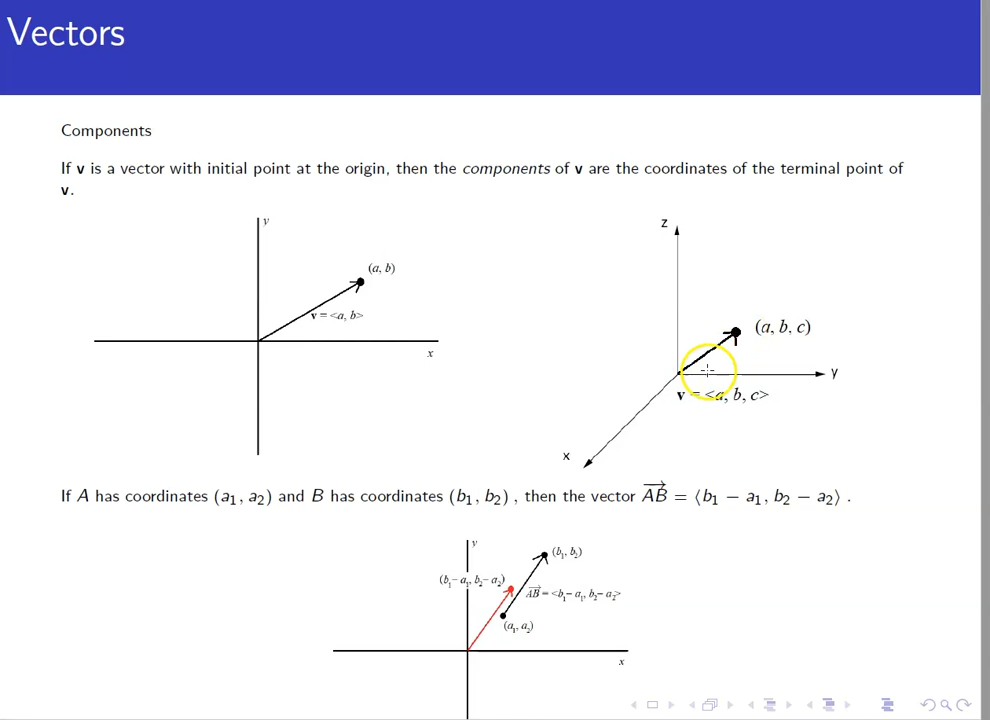 Vectors
Components
If v is a vector with initial point at the origin, then the components of v are the coordinates of the terminal point of
v.
y
(a, b)
v = <a, b>
x
z
(a, b, c)
y
v = <a, b, c>
x
If A has coordinates (a₁, a₂) and B has coordinates (b₁, b₂) , then the vector \overrightarrow{AB} = ⟨b₁ − a₁, b₂ − a₂⟩ .
y
(b₁, b₂)
(b₁− a₁, b₂− a₂)
\overrightarrow{AB} = <b₁− a₁, b₂− a₂>
(a₁, a₂)
x